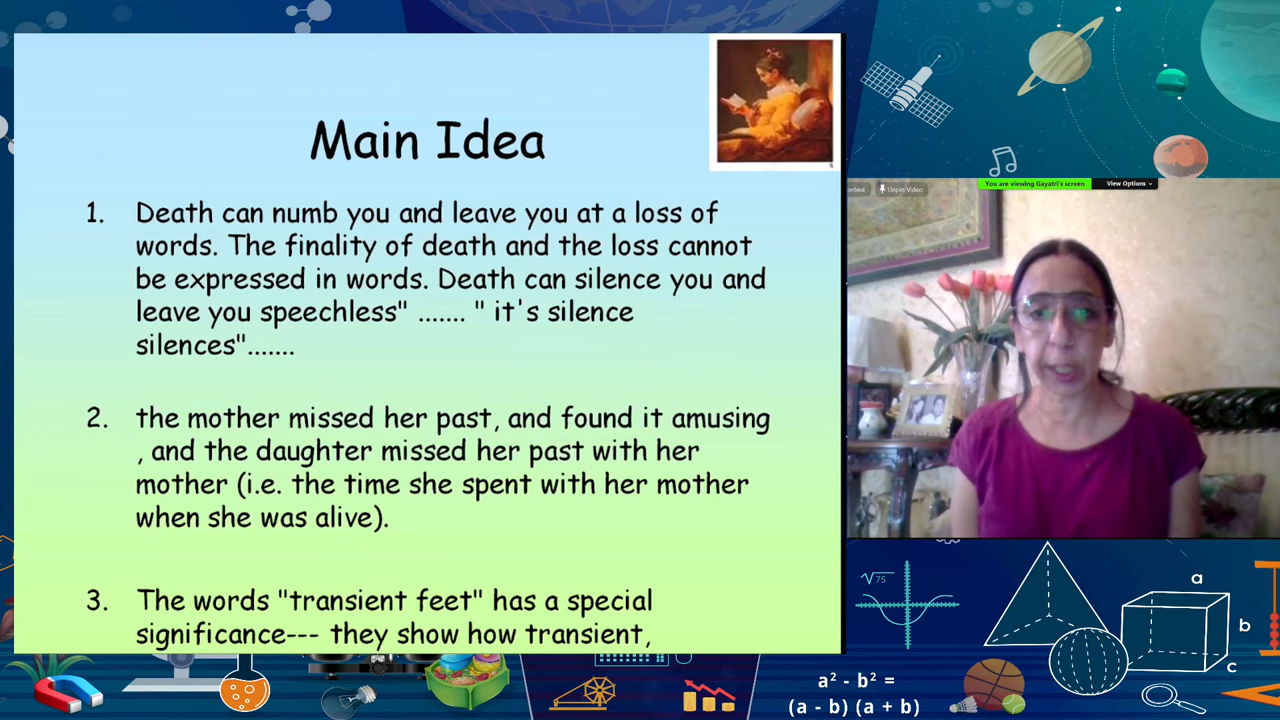 Main Idea
1. Death can numb you and leave you at a loss of
words. The finality of death and the loss cannot
be expressed in words. Death can silence you and
leave you speechless" ....... " it's silence
silences".......
2. the mother missed her past, and found it amusing
, and the daughter missed her past with her
mother (i.e. the time she spent with her mother
when she was alive).
3. The words "transient feet" has a special
significance--- they show how transient,
Unpin Video
You are viewing Gayatri's screen
View Options
√75
a
b
c
a² - b² =
(a - b) (a + b)